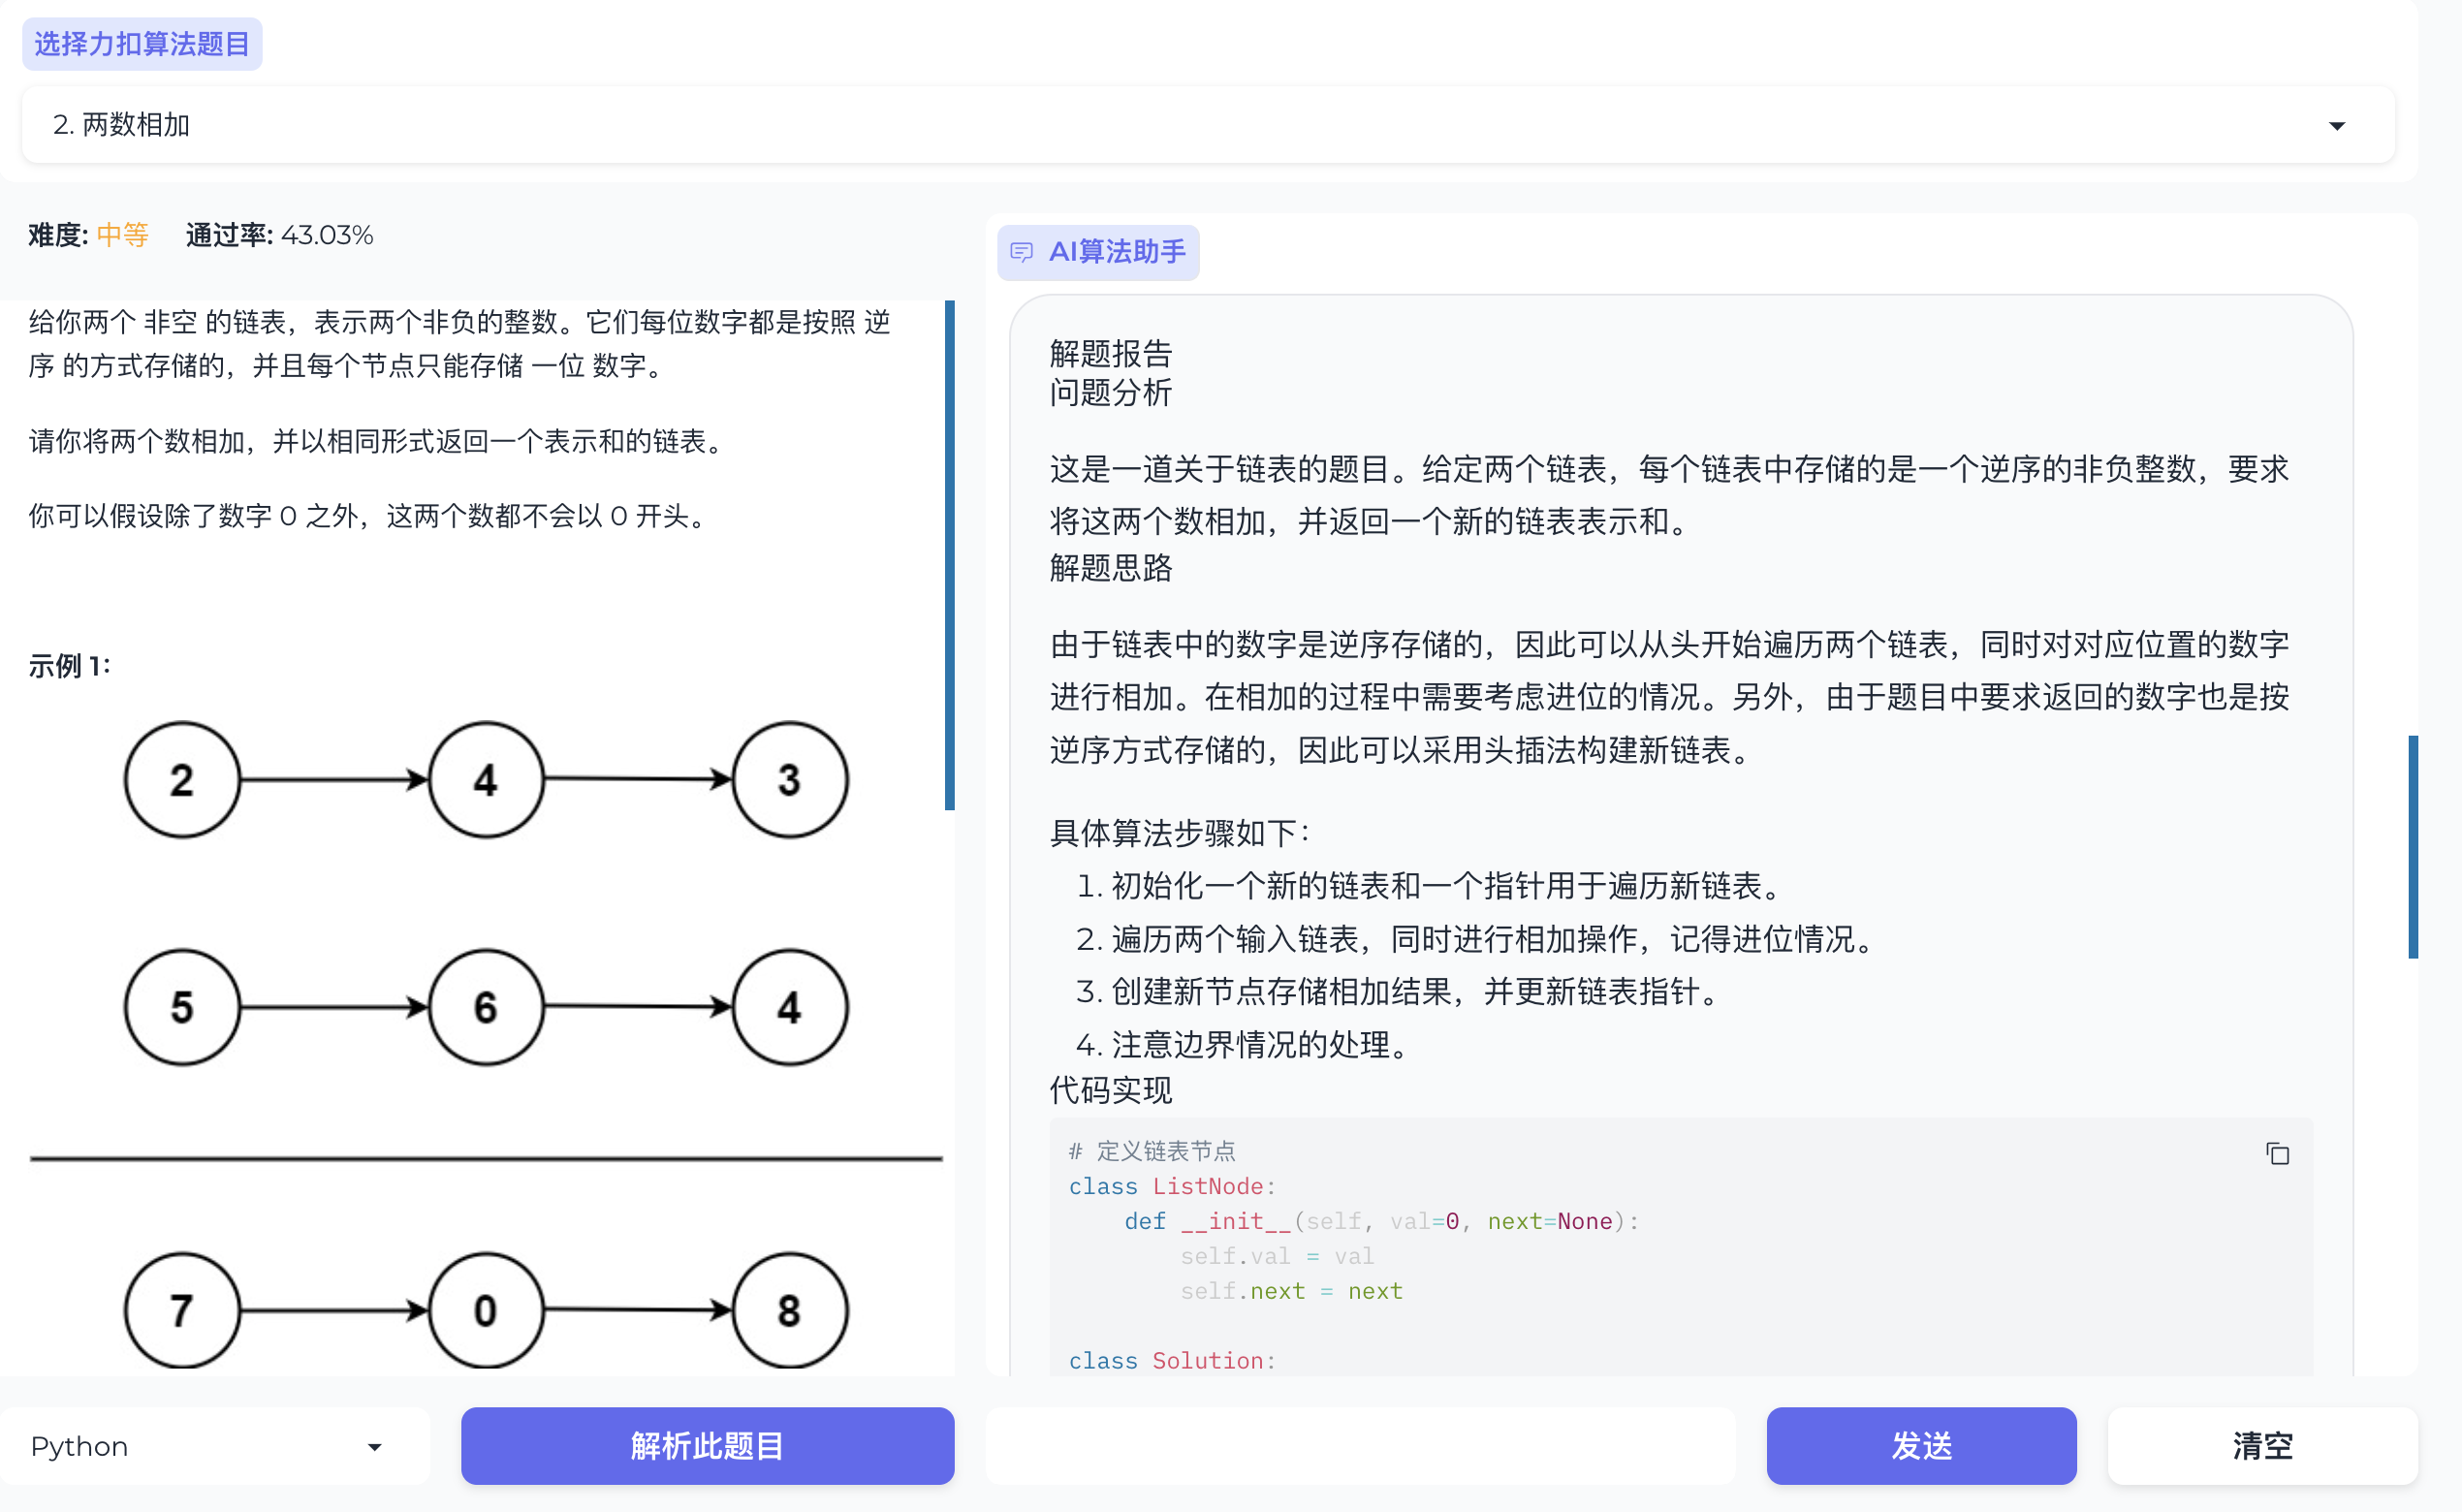 选择力扣算法题目
2. 两数相加
难度: 中等 通过率: 43.03%
给你两个 非空 的链表，表示两个非负的整数。它们每位数字都是按照 逆
序 的方式存储的，并且每个节点只能存储 一位 数字。
请你将两个数相加，并以相同形式返回一个表示和的链表。
你可以假设除了数字 0 之外，这两个数都不会以 0 开头。
示例 1：
2 4 3
5 6 4
7 0 8
Python
解析此题目
AI算法助手
解题报告
问题分析
这是一道关于链表的题目。给定两个链表，每个链表中存储的是一个逆序的非负整数，要求
将这两个数相加，并返回一个新的链表表示和。
解题思路
由于链表中的数字是逆序存储的，因此可以从头开始遍历两个链表，同时对对应位置的数字
进行相加。在相加的过程中需要考虑进位的情况。另外，由于题目中要求返回的数字也是按
逆序方式存储的，因此可以采用头插法构建新链表。
具体算法步骤如下：
1. 初始化一个新的链表和一个指针用于遍历新链表。
2. 遍历两个输入链表，同时进行相加操作，记得进位情况。
3. 创建新节点存储相加结果，并更新链表指针。
4. 注意边界情况的处理。
代码实现
# 定义链表节点
class ListNode:
    def __init__(self, val=0, next=None):
        self.val = val
        self.next = next
class Solution:
发送
清空